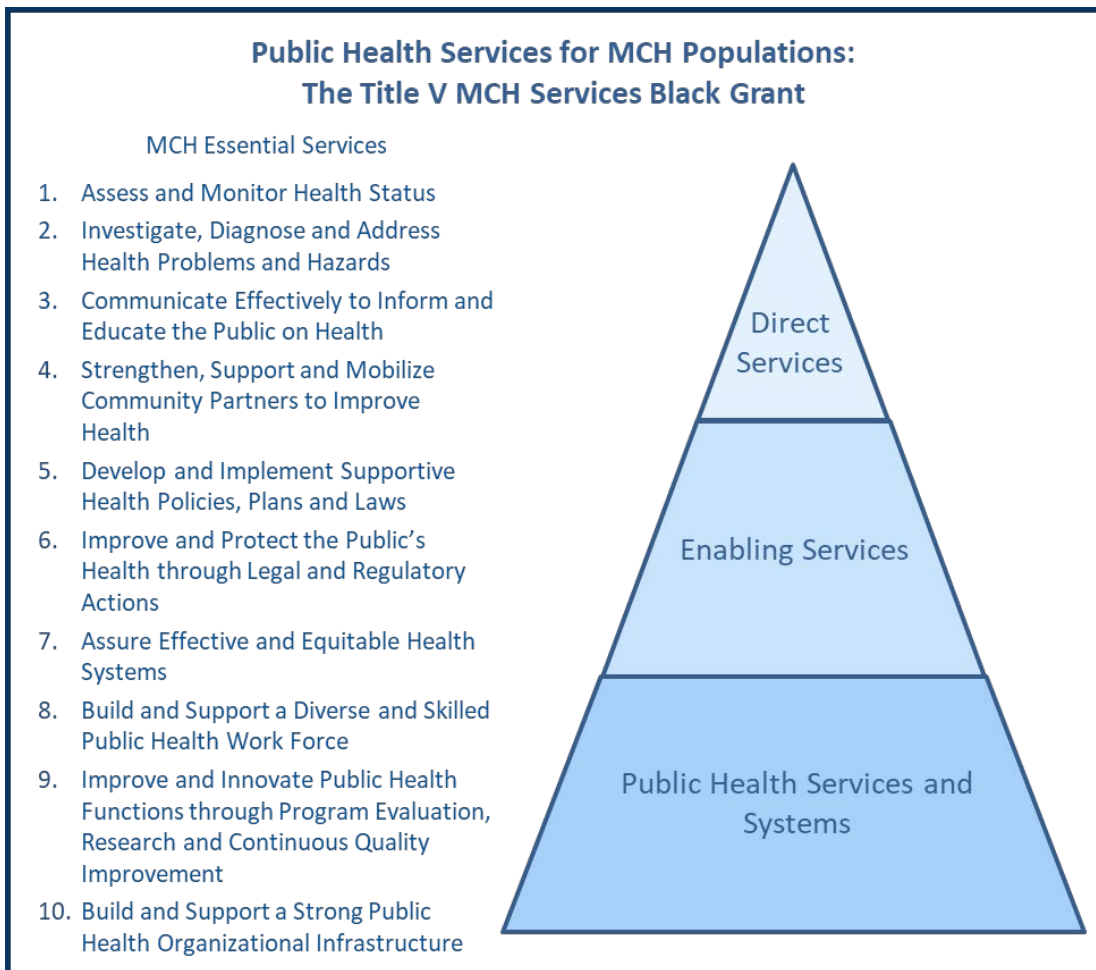 Public Health Services for MCH Populations:
The Title V MCH Services Black Grant
MCH Essential Services
1. Assess and Monitor Health Status
2. Investigate, Diagnose and Address
Health Problems and Hazards
3. Communicate Effectively to Inform and
Educate the Public on Health
4. Strengthen, Support and Mobilize
Community Partners to Improve
Health
5. Develop and Implement Supportive
Health Policies, Plans and Laws
6. Improve and Protect the Public’s
Health through Legal and Regulatory
Actions
7. Assure Effective and Equitable Health
Systems
8. Build and Support a Diverse and Skilled
Public Health Work Force
9. Improve and Innovate Public Health
Functions through Program Evaluation,
Research and Continuous Quality
Improvement
10. Build and Support a Strong Public
Health Organizational Infrastructure
Direct
Services
Enabling Services
Public Health Services and
Systems